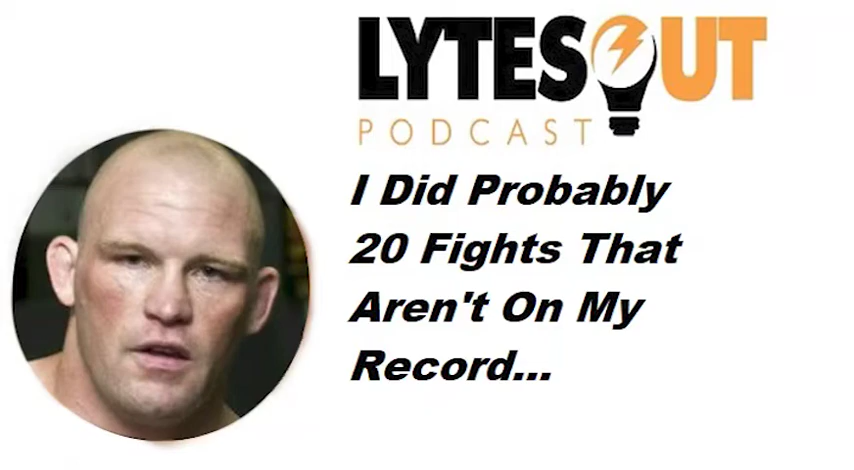 LYTESOUT
PODCAST
I Did Probably
20 Fights That
Aren't On My
Record...